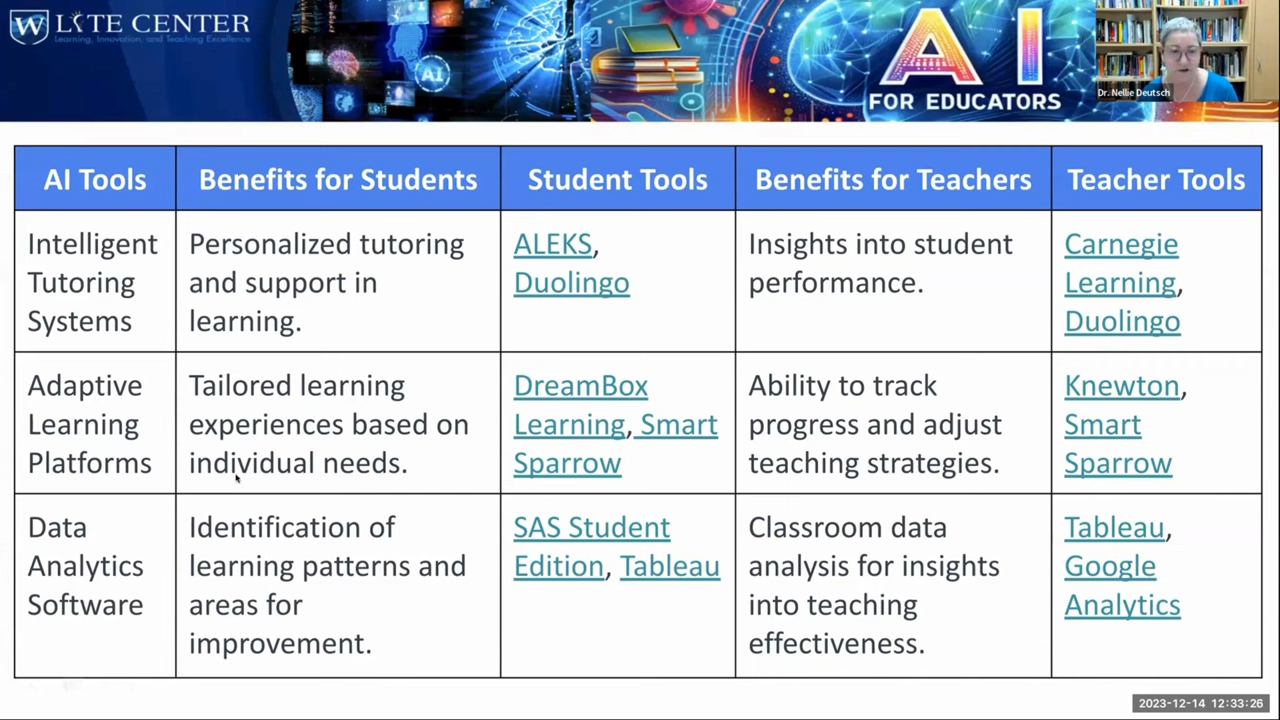 W LITE CENTER
Learning, Innovation, and Teaching Excellence
AI
AI
FOR EDUCATORS
Dr. Nellie Deutsch
AI Tools
Benefits for Students
Student Tools
Benefits for Teachers
Teacher Tools
Intelligent
Tutoring
Systems
Personalized tutoring
and support in
learning.
ALEKS,
Duolingo
Insights into student
performance.
Carnegie
Learning,
Duolingo
Adaptive
Learning
Platforms
Tailored learning
experiences based on
individual needs.
DreamBox
Learning, Smart
Sparrow
Ability to track
progress and adjust
teaching strategies.
Knewton,
Smart
Sparrow
Data
Analytics
Software
Identification of
learning patterns and
areas for
improvement.
SAS Student
Edition, Tableau
Classroom data
analysis for insights
into teaching
effectiveness.
Tableau,
Google
Analytics
2023-12-14 12:33:26